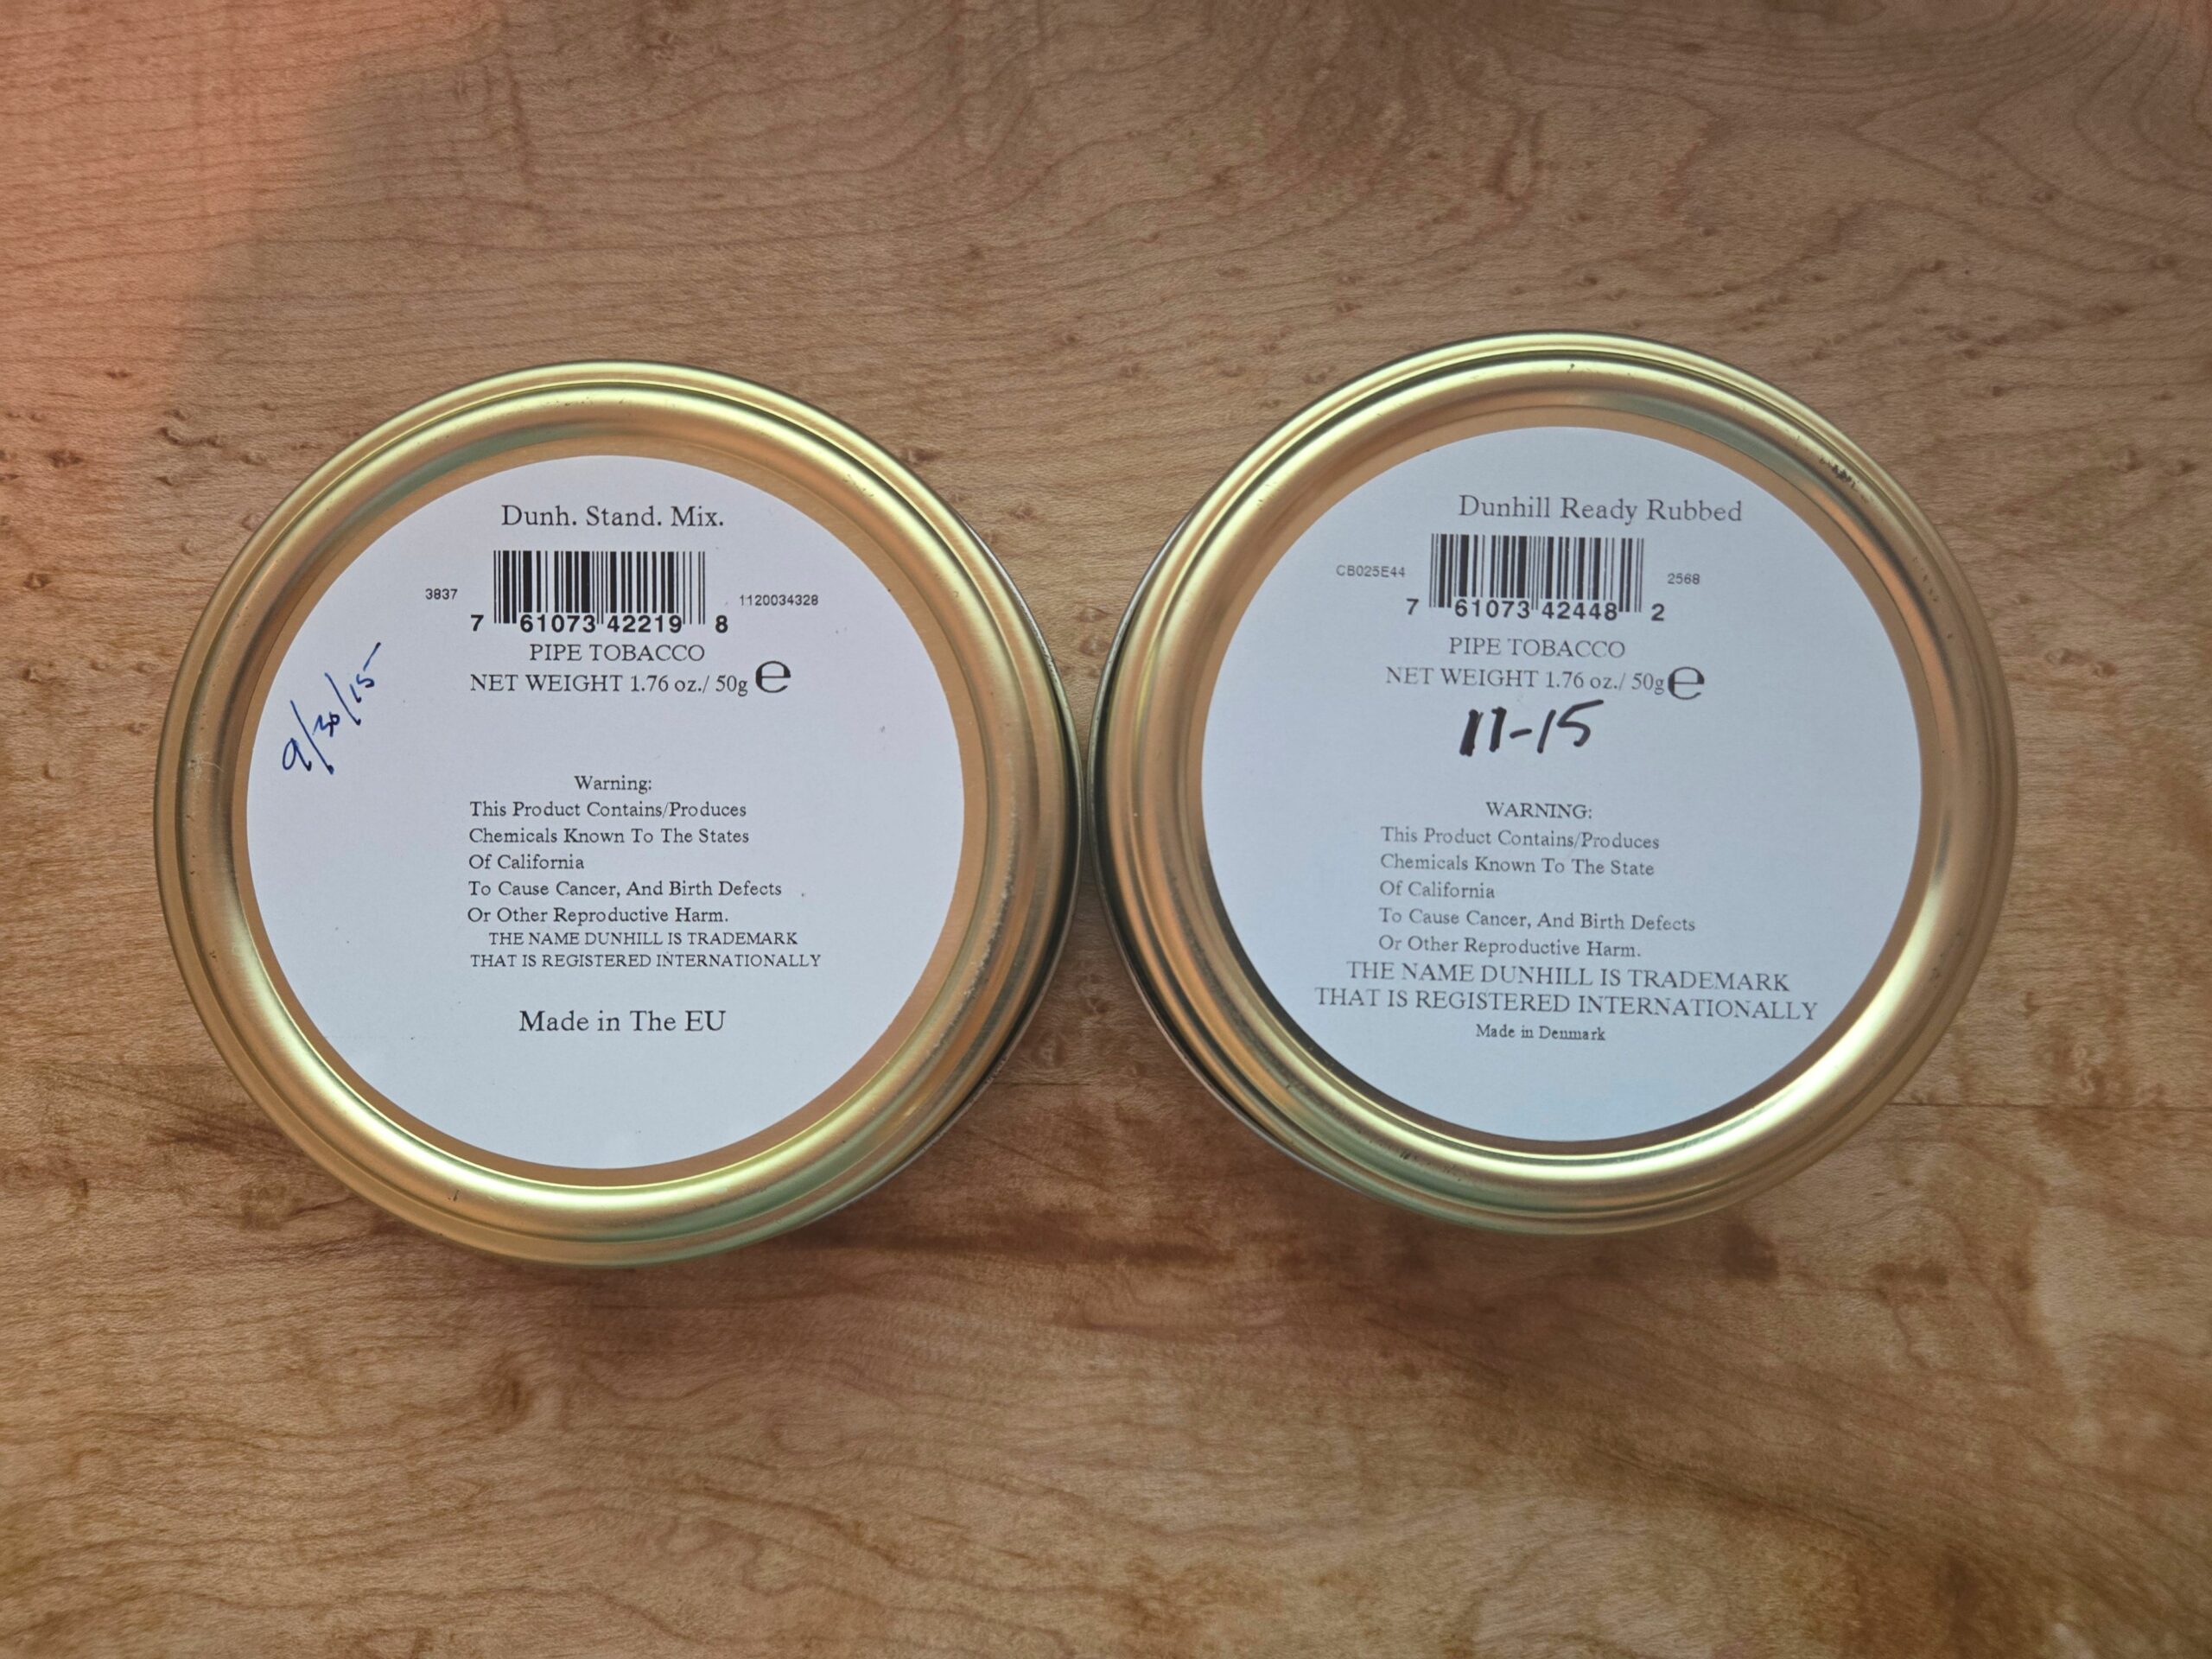 Dunh. Stand. Mix.
3837
1120034328
7 61073 42219 8
PIPE TOBACCO
NET WEIGHT 1.76 oz./ 50g e
9/30/15
Warning:
This Product Contains/Produces
Chemicals Known To The States
Of California
To Cause Cancer, And Birth Defects
Or Other Reproductive Harm.
THE NAME DUNHILL IS TRADEMARK
THAT IS REGISTERED INTERNATIONALLY
Made in The EU
Dunhill Ready Rubbed
CB025E44
2568
7 61073 42448 2
PIPE TOBACCO
NET WEIGHT 1.76 oz./ 50g e
11-15
WARNING:
This Product Contains/Produces
Chemicals Known To The State
Of California
To Cause Cancer, And Birth Defects
Or Other Reproductive Harm.
THE NAME DUNHILL IS TRADEMARK
THAT IS REGISTERED INTERNATIONALLY
Made in Denmark